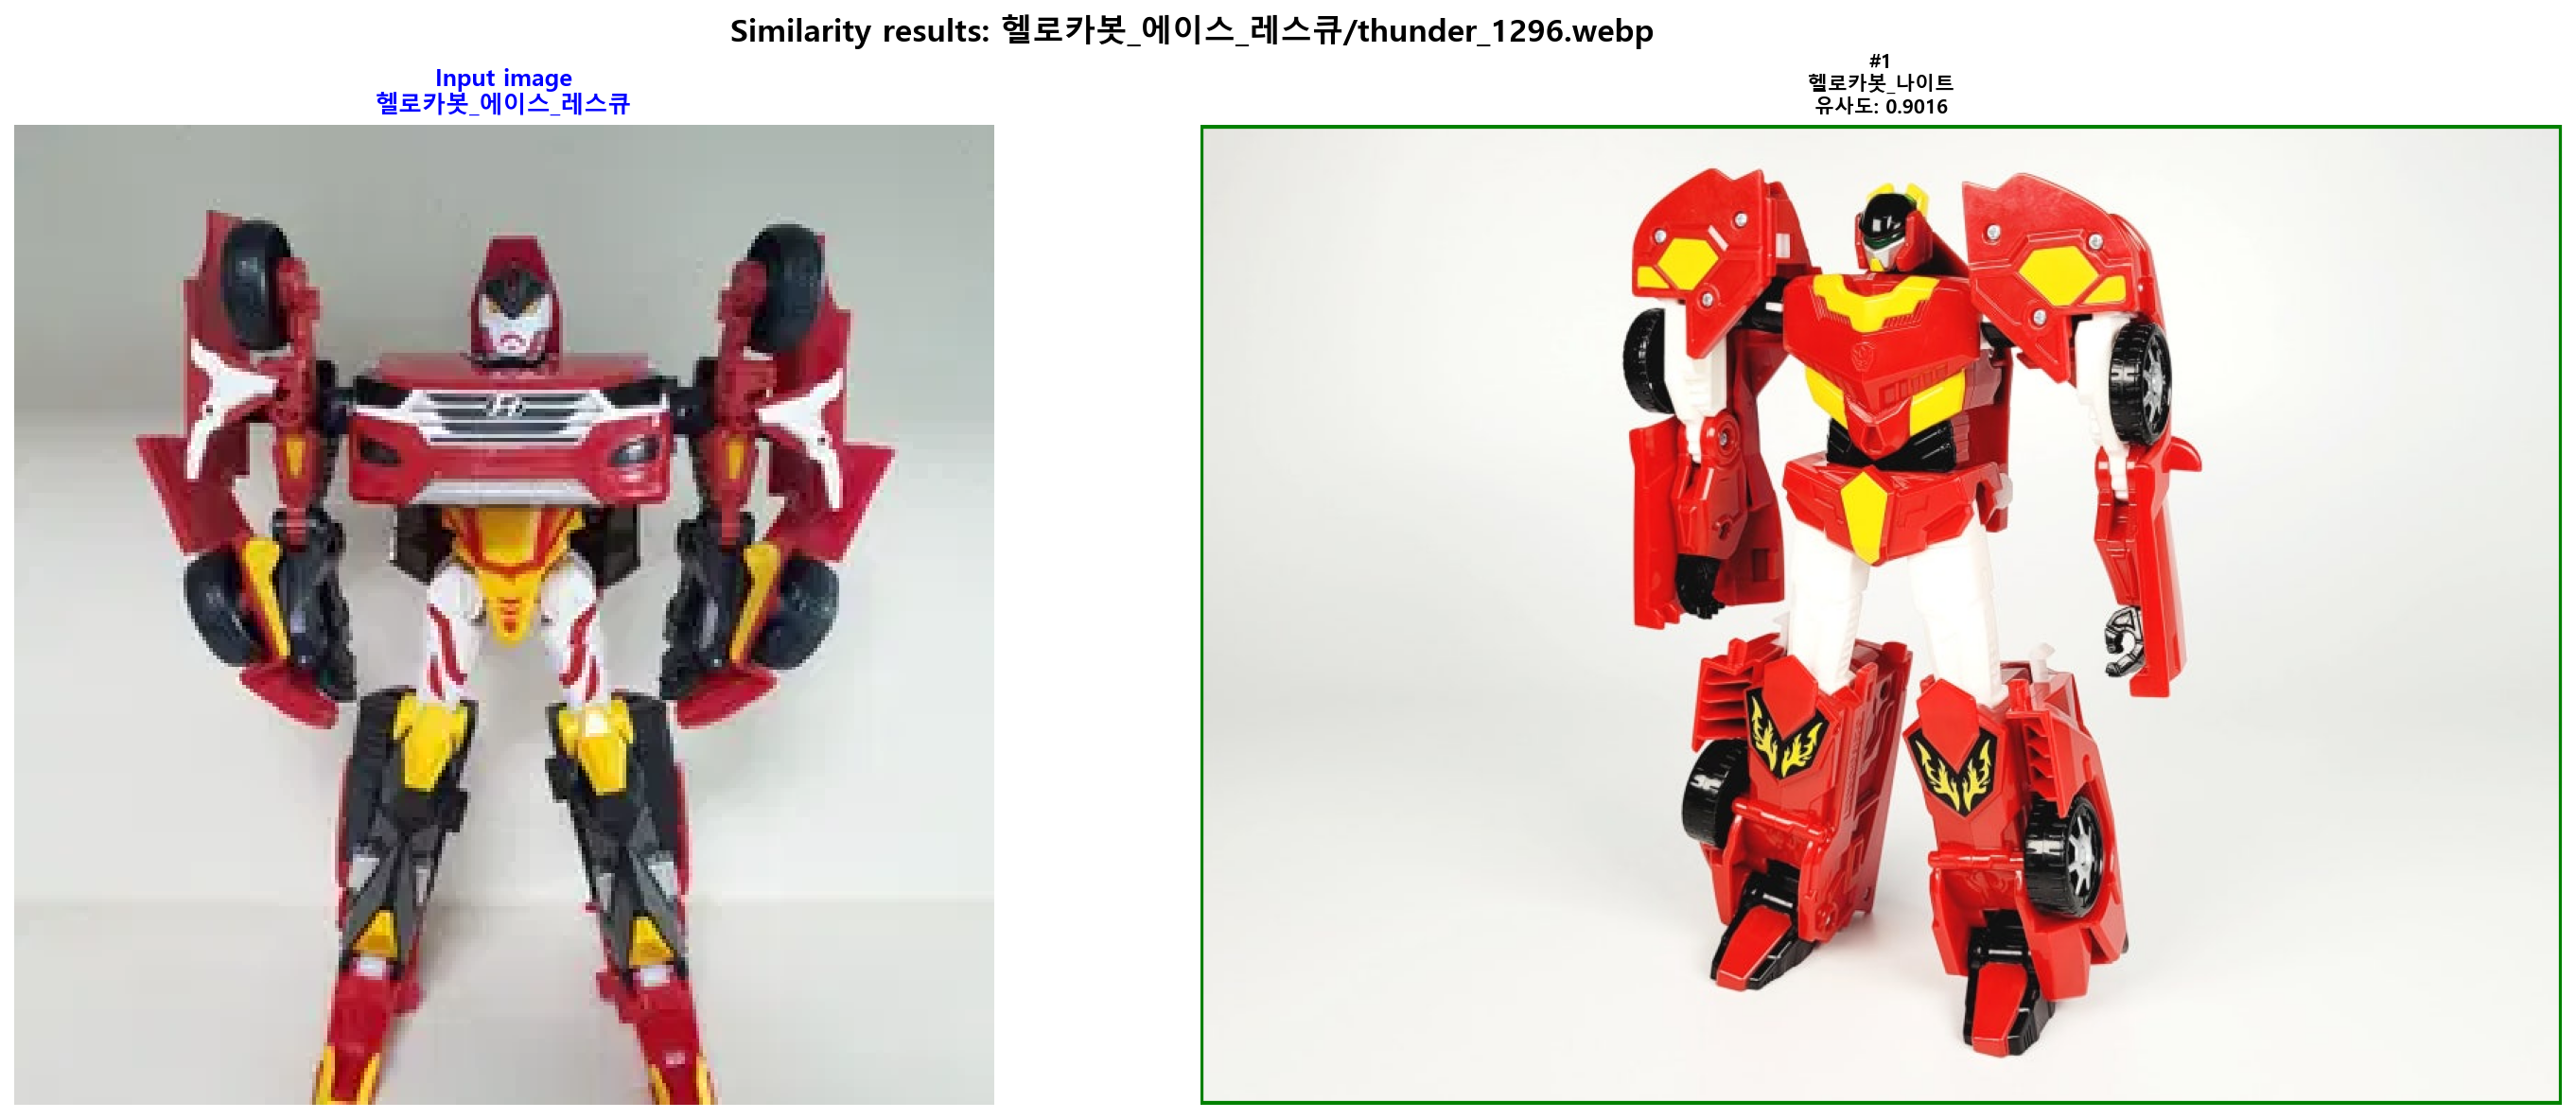 Similarity results: 헬로카봇_에이스_레스큐/thunder_1296.webp
Input image
헬로카봇_에이스_레스큐
#1
헬로카봇_나이트
유사도: 0.9016